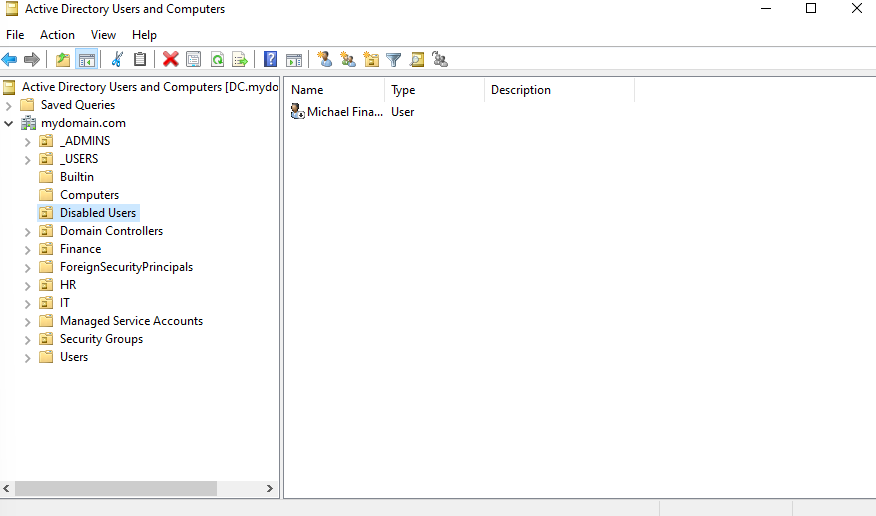 Active Directory Users and Computers
File Action View Help
Active Directory Users and Computers [DC.mydo
Saved Queries
mydomain.com
_ADMINS
_USERS
Builtin
Computers
Disabled Users
Domain Controllers
Finance
ForeignSecurityPrincipals
HR
IT
Managed Service Accounts
Security Groups
Users
Name Type Description
Michael Fina... User